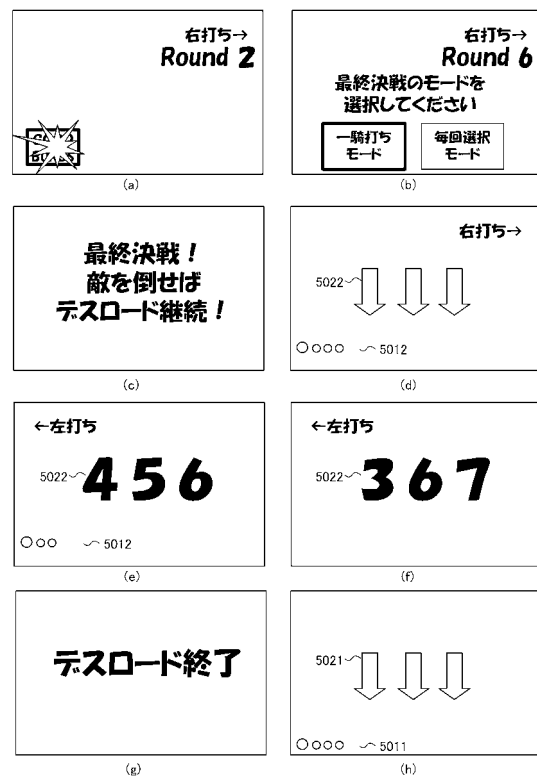 右打ち→
Round 2
(a)
右打ち→
Round 6
最終決戦のモードを
選択してください
一騎打ち
モード
毎回選択
モード
(b)
最終決戦！
敵を倒せば
デスロード継続！
(c)
右打ち→
5022
5012
(d)
←左打ち
5022
456
5012
(e)
←左打ち
5022
367
(f)
デスロード終了
(g)
5021
5011
(h)